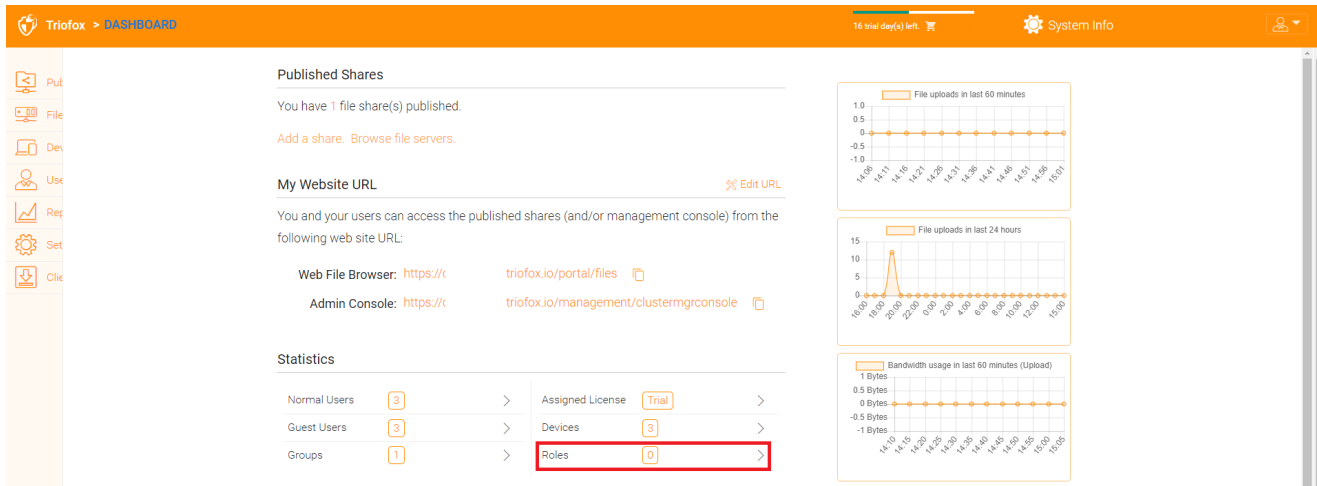 Triofox > DASHBOARD
16 trial day(s) left.
System Info
Pub
File
Dev
Use
Rep
Set
Clie
Published Shares
You have 1 file share(s) published.
Add a share. Browse file servers.
My Website URL
Edit URL
You and your users can access the published shares (and/or management console) from the
following web site URL:
Web File Browser: https:// triofox.io/portal/files
Admin Console: https:// triofox.io/management/clustermgrconsole
Statistics
Normal Users 3 >
Assigned License Trial >
Guest Users 3 >
Devices 3 >
Groups 1 >
Roles 0 >
File uploads in last 60 minutes
1.0
0.5
0
-0.5
-1.0
14:06 14:11 14:16 14:21 14:26 14:31 14:36 14:41 14:46 14:51 14:56 15:01
File uploads in last 24 hours
15
10
5
0
16:00 18:00 20:00 22:00 0:00 2:00 4:00 6:00 8:00 10:00 12:00 15:00
Bandwidth usage in last 60 minutes (Upload)
1 Bytes
0.5 Bytes
0 Bytes
-0.5 Bytes
-1 Bytes
14:10 14:15 14:20 14:25 14:30 14:35 14:40 14:45 14:50 14:55 15:00 15:05